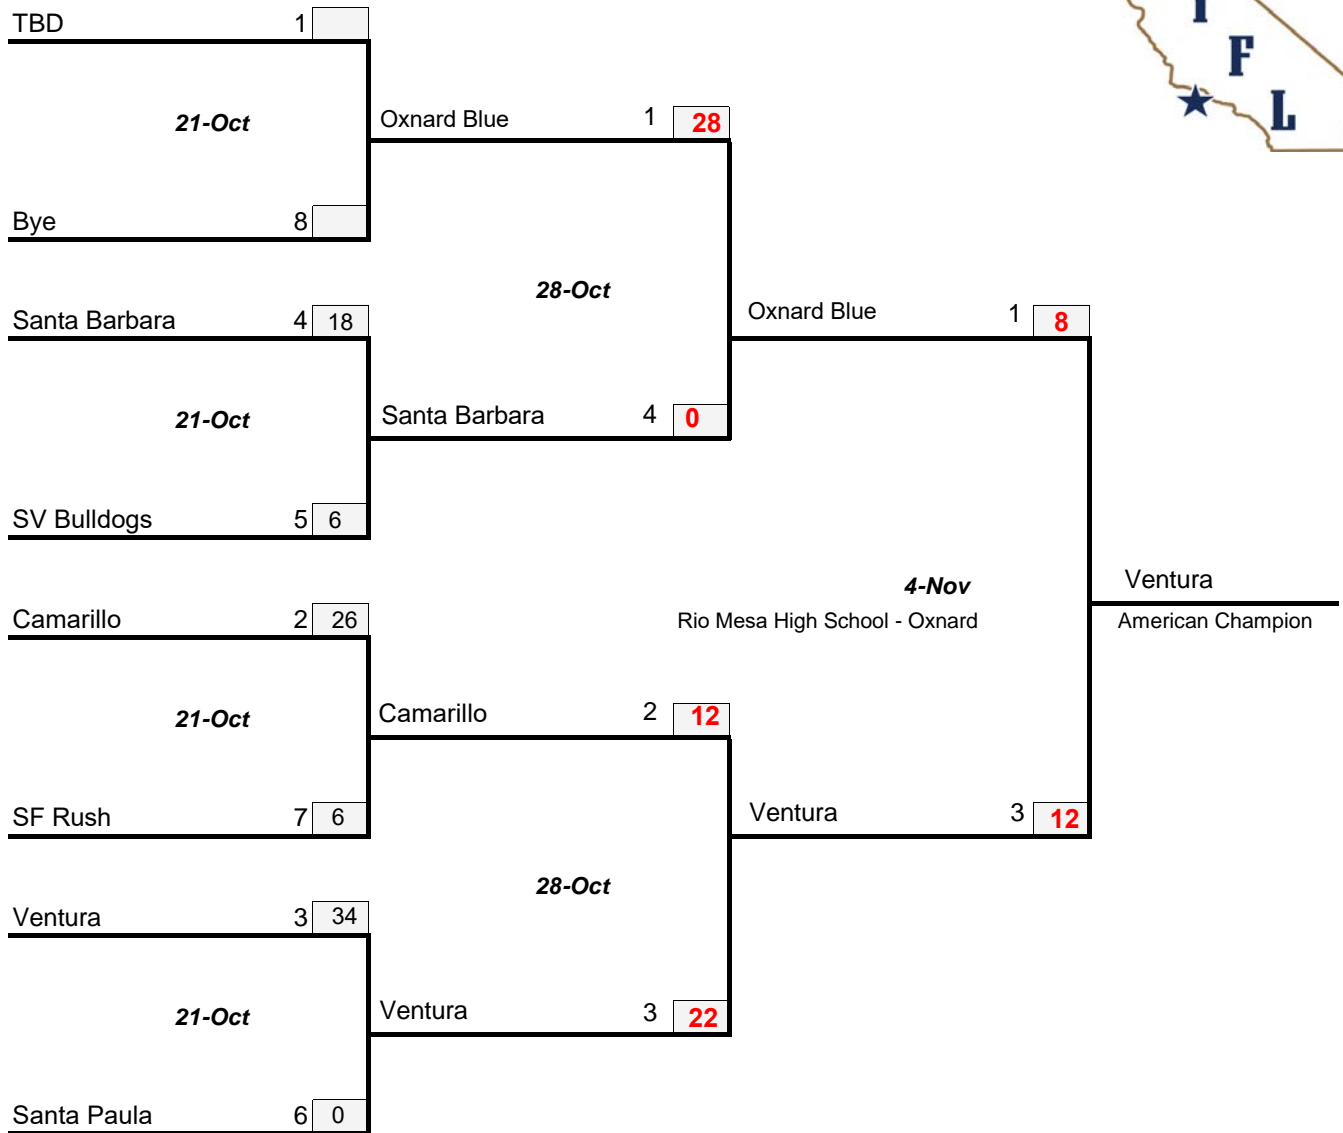 TBD 1
21-Oct
Bye 8
Santa Barbara 4 18
21-Oct
SV Bulldogs 5 6
Camarillo 2 26
21-Oct
SF Rush 7 6
Ventura 3 34
21-Oct
Santa Paula 6 0
Oxnard Blue 1 28
28-Oct
Santa Barbara 4 0
Camarillo 2 12
28-Oct
Ventura 3 22
Oxnard Blue 1 8
4-Nov
Rio Mesa High School - Oxnard
Ventura 3 12
Ventura
American Champion
F
L